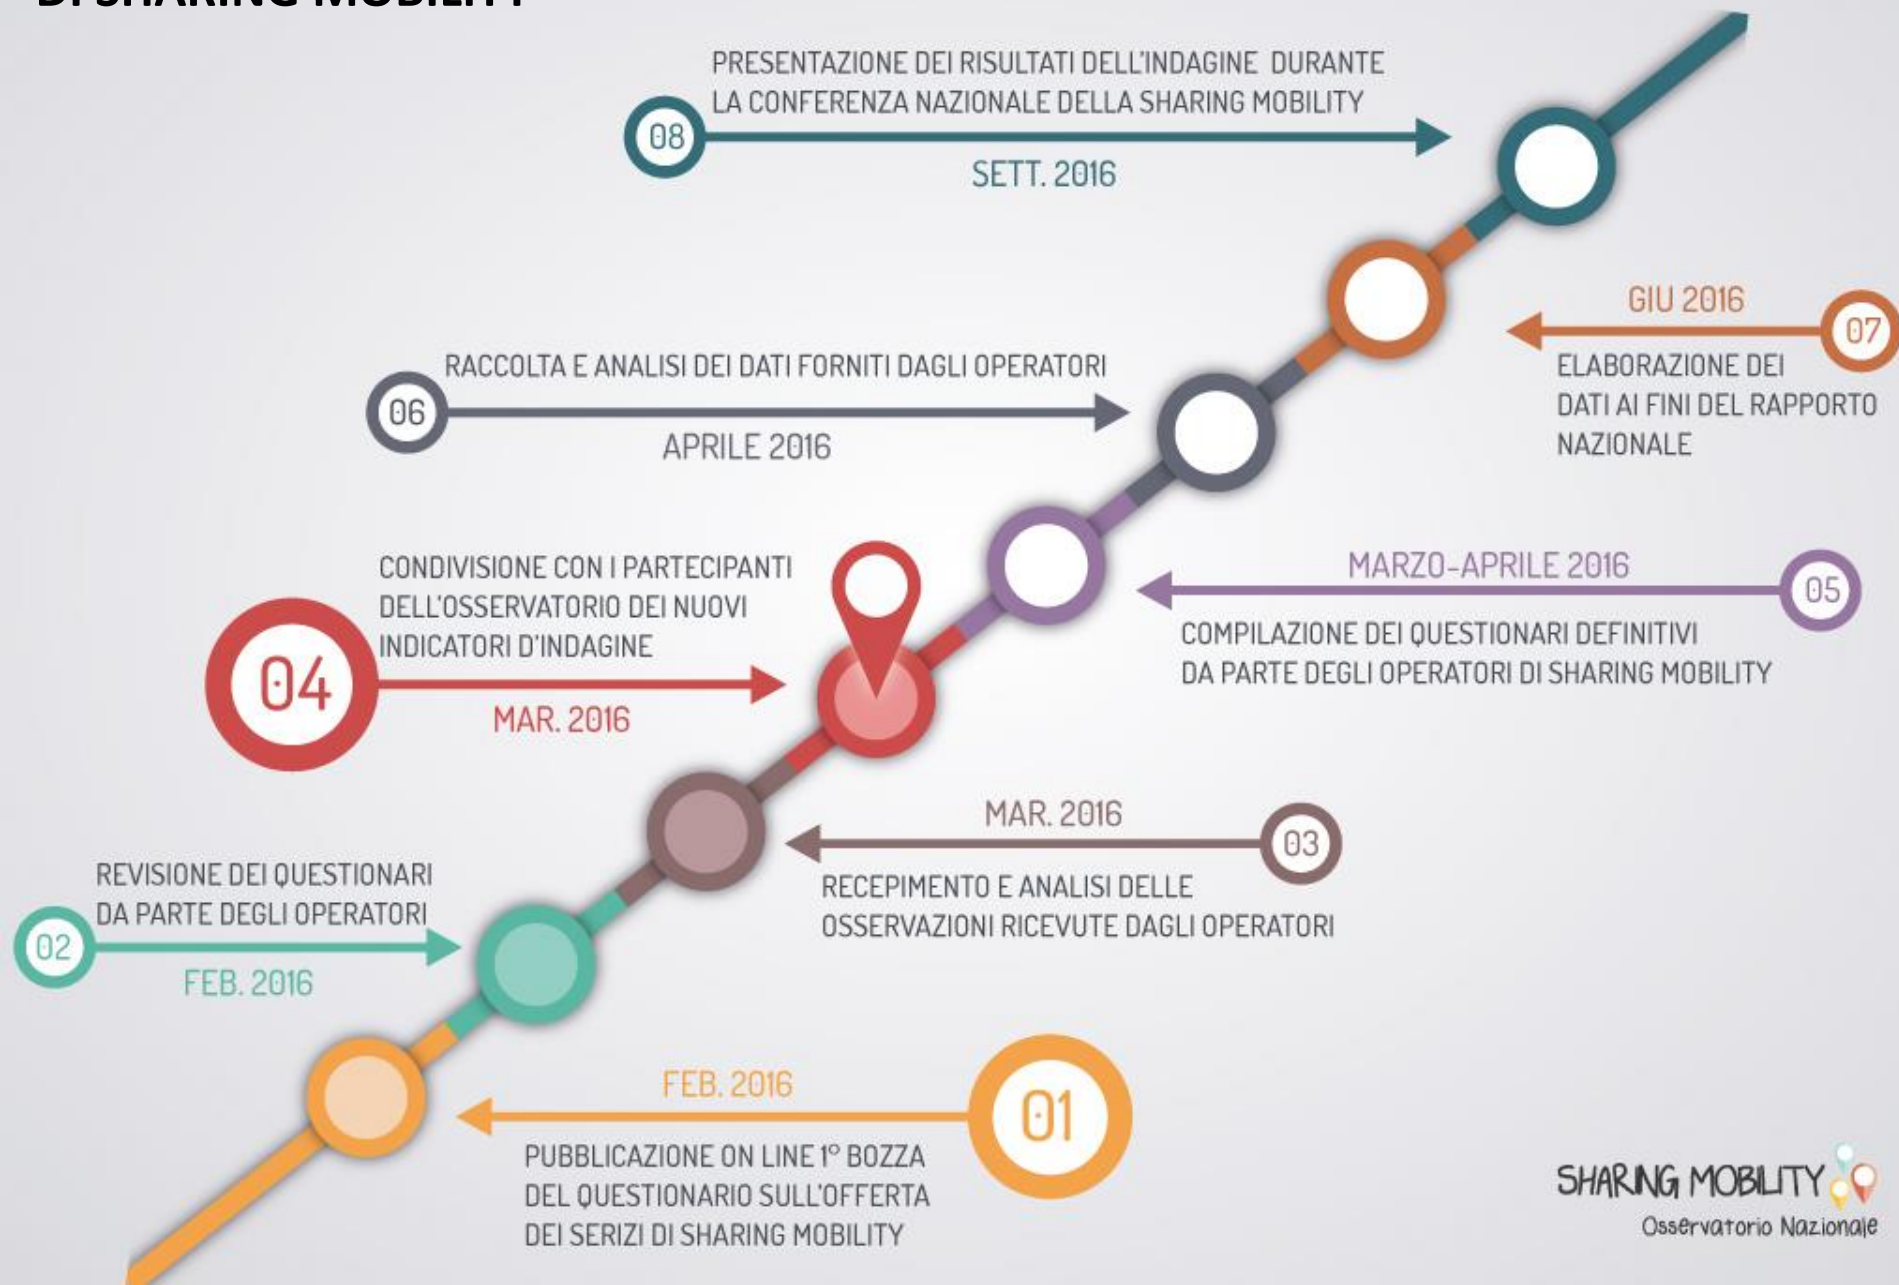 DI SHARING MOBILITY
PRESENTAZIONE DEI RISULTATI DELL'INDAGINE DURANTE
LA CONFERENZA NAZIONALE DELLA SHARING MOBILITY
08
SETT. 2016
GIU 2016
07
ELABORAZIONE DEI
DATI AI FINI DEL RAPPORTO
NAZIONALE
RACCOLTA E ANALISI DEI DATI FORNITI DAGLI OPERATORI
06
APRILE 2016
MARZO-APRILE 2016
05
COMPILAZIONE DEI QUESTIONARI DEFINITIVI
DA PARTE DEGLI OPERATORI DI SHARING MOBILITY
CONDIVISIONE CON I PARTECIPANTI
DELL'OSSERVATORIO DEI NUOVI
INDICATORI D'INDAGINE
04
MAR. 2016
MAR. 2016
03
RECEPIMENTO E ANALISI DELLE
OSSERVAZIONI RICEVUTE DAGLI OPERATORI
REVISIONE DEI QUESTIONARI
DA PARTE DEGLI OPERATORI
02
FEB. 2016
FEB. 2016
01
PUBBLICAZIONE ON LINE 1° BOZZA
DEL QUESTIONARIO SULL'OFFERTA
DEI SERIZI DI SHARING MOBILITY
SHARING MOBILITY
Osservatorio Nazionale